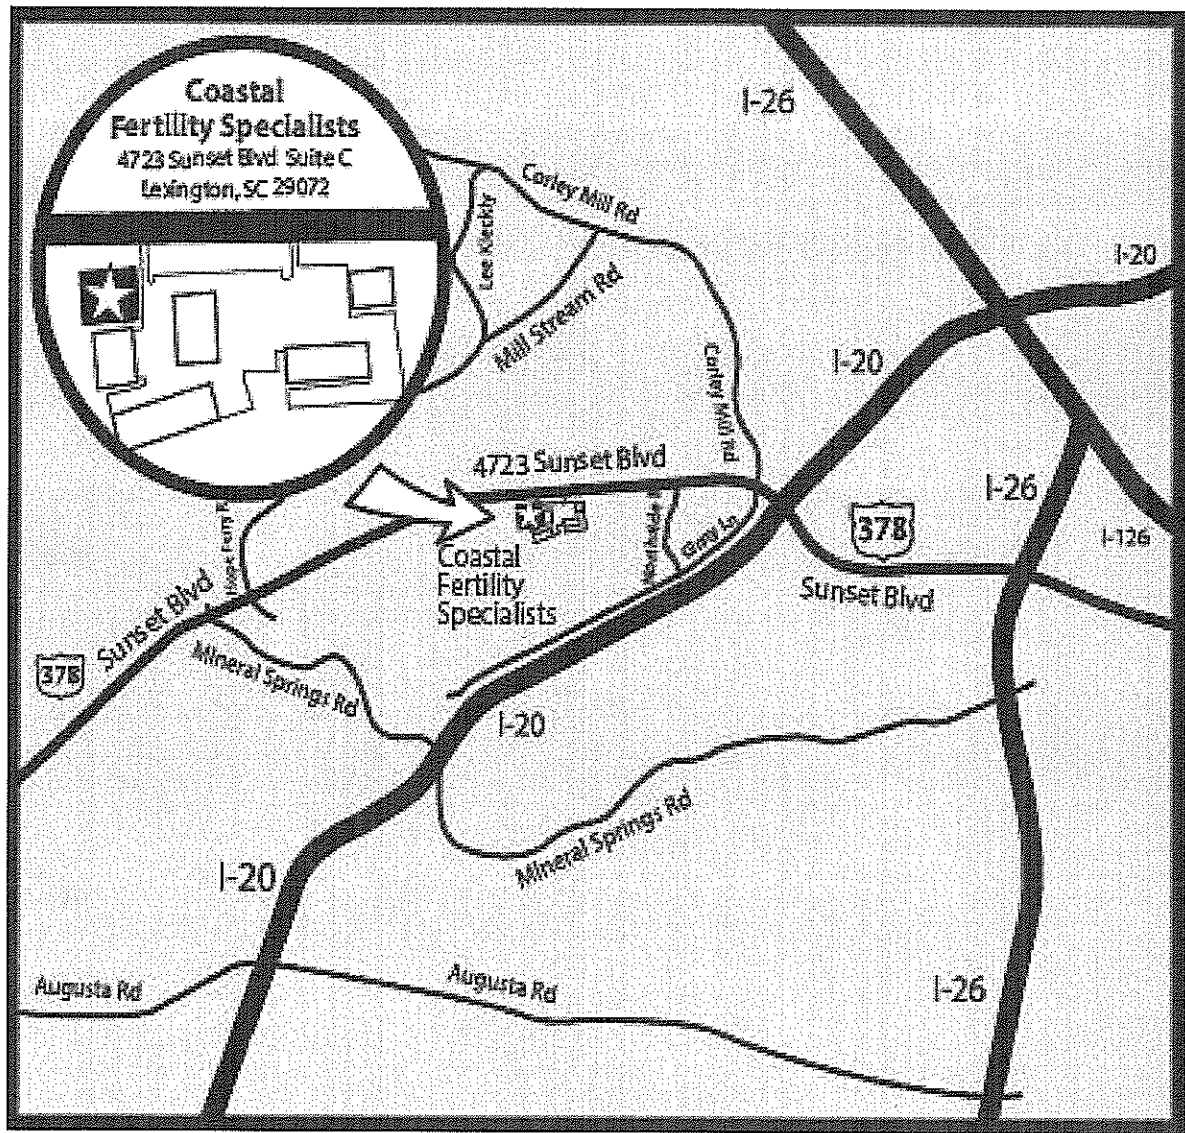 Coastal
Fertility Specialists
4723 Sunset Blvd Suite C
Lexington, SC 29072
I-26
Corley Mill Rd
Lee Kleckly
Mill Stream Rd
I-20
I-20
Corley Mill Rd
4723 Sunset Blvd
I-26
378
I-126
Coastal
Fertility
Specialists
Sunset Blvd
Sunset Blvd
378
Mineral Springs Rd
I-20
Mineral Springs Rd
I-20
Augusta Rd
Augusta Rd
I-26